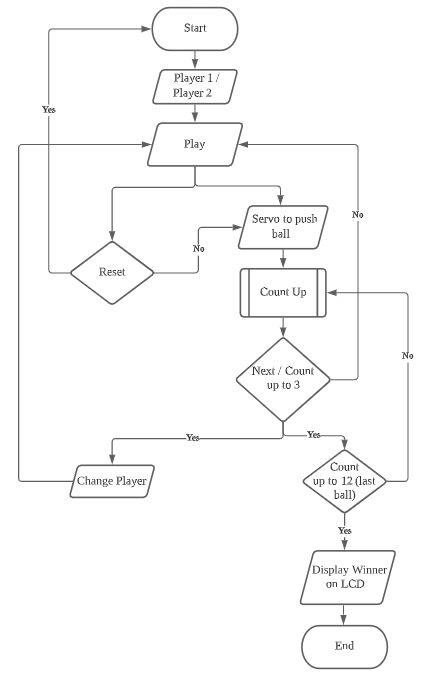 Start
Player 1 /
Player 2
Yes
Play
No
Servo to push
ball
No
Reset
Count Up
No
Next / Count
up to 3
Yes
Yes
Change Player
Count
up to 12 (last
ball)
Yes
Display Winner
on LCD
End